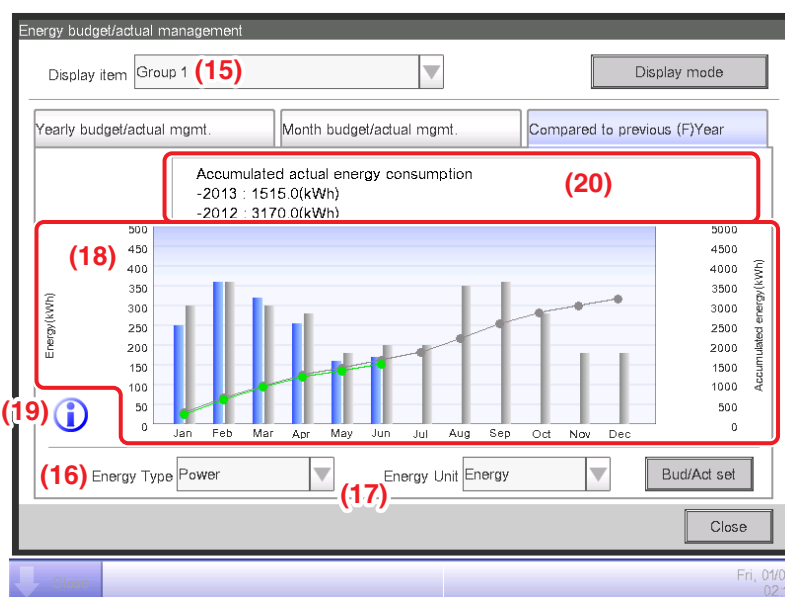 Energy budget/actual management
Display item Group 1 (15) Display mode
Yearly budget/actual mgmt. Month budget/actual mgmt. Compared to previous (F)Year
Accumulated actual energy consumption
-2013 : 1515.0(kWh)
-2012 : 3170.0(kWh)
(20)
(18)
Energy(kWh)
500
450
400
350
300
250
200
150
100
50
0
5000
4500
4000
3500
3000
2500
2000
1500
1000
500
0
Accumulated energy(kWh)
Jan Feb Mar Apr May Jun Jul Aug Sep Oct Nov Dec
(19)
(16) Energy Type Power (17) Energy Unit Energy Bud/Act set
Close
Fri, 01/0
02: